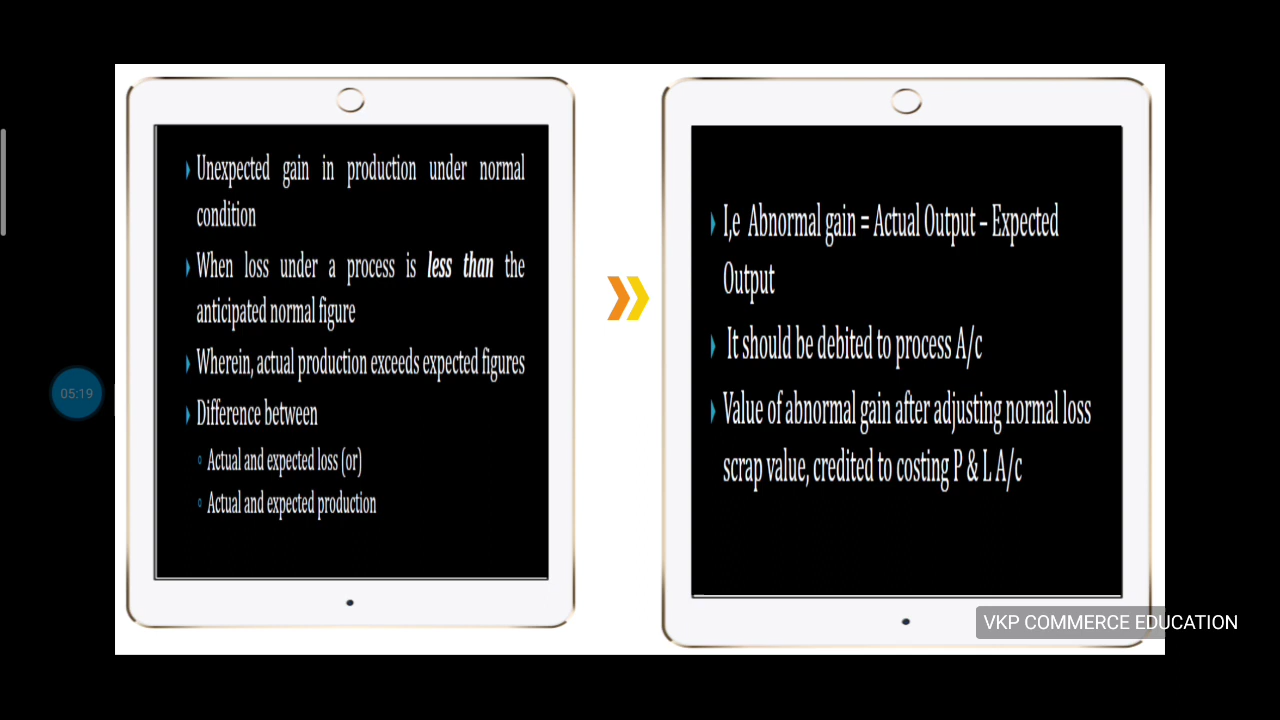 Unexpected gain in production under normal
condition
When loss under a process is less than the
anticipated normal figure
Wherein, actual production exceeds expected figures
Difference between
Actual and expected loss (or)
Actual and expected production
I,e Abnormal gain = Actual Output – Expected
Output
It should be debited to process A/c
Value of abnormal gain after adjusting normal loss
scrap value, credited to costing P & L A/c
05:19
VKP COMMERCE EDUCATION